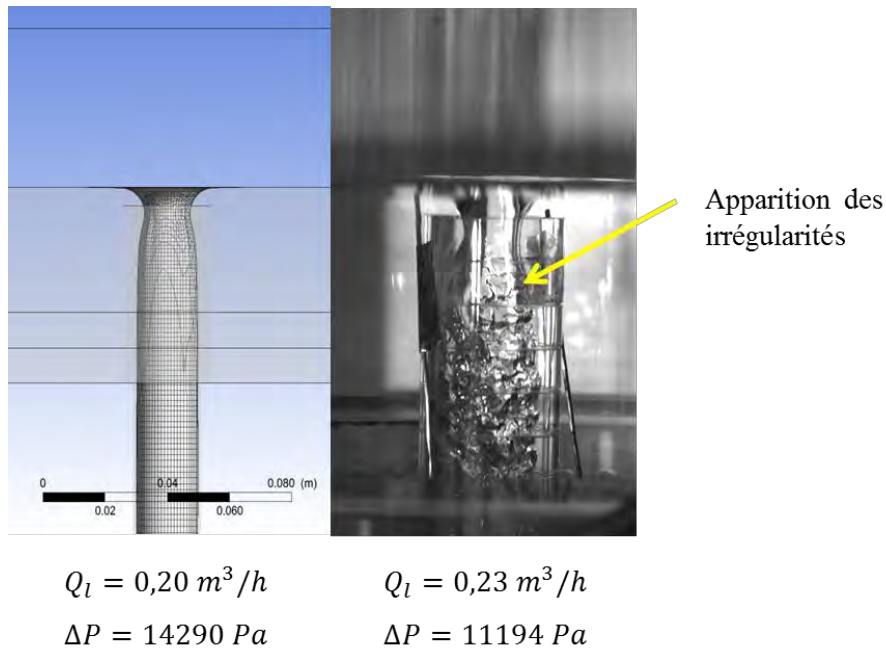 Apparition des
irrégularités
0
0.04
0.080 (m)
0.02
0.060
Q_l = 0,20 m³/h
Q_l = 0,23 m³/h
ΔP = 14290 Pa
ΔP = 11194 Pa